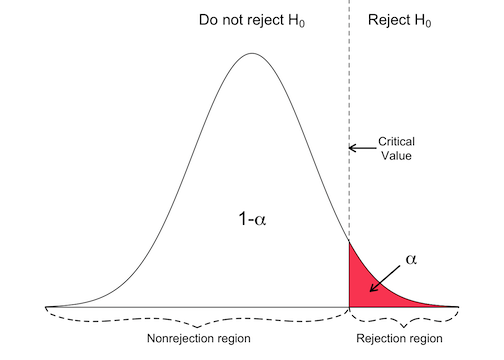 Do not reject H₀
Reject H₀
Critical
Value
1-α
α
Nonrejection region
Rejection region